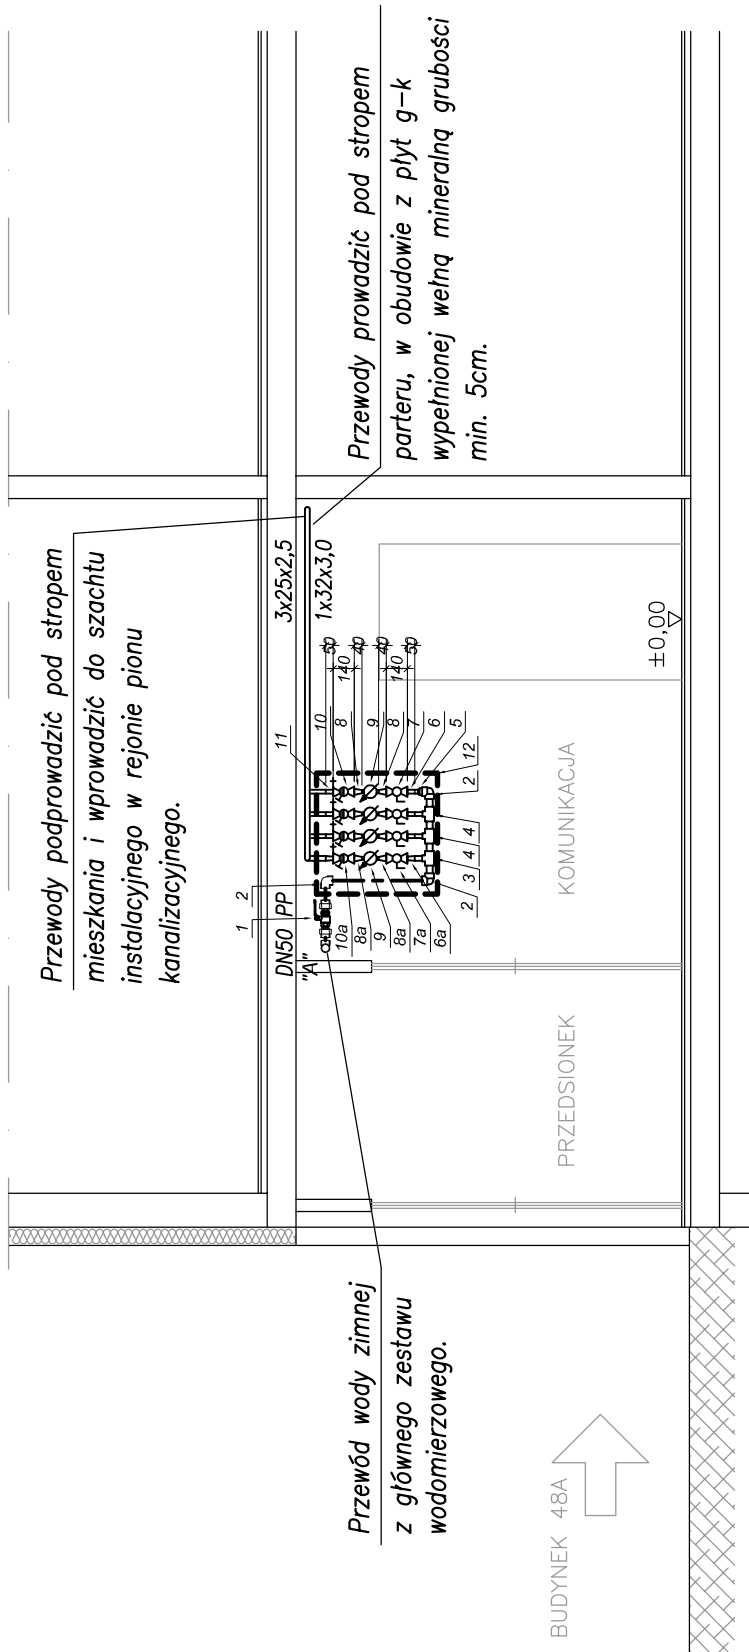 Przewody podprowadzić pod stropem
mieszkania i wprowadzić do szachtu
instalacyjnego w rejonie pionu
kanalizacyjnego.
Przewody prowadzić pod stropem
parteru, w obudowie z płyt g-k
wypełnionej wełną mineralną grubości
min. 5cm.
Przewód wody zimnej
z głównego zestawu
wodomierzowego.
1
2
DN50 PP
"A"
11
3x25x2,5
1x32x3,0
10
8
9
8
7
6
5
12
2
50
140
40
40
140
50
10a
8a
9
8a
7a
6a
2
3
4
4
±0,00
KOMUNIKACJA
PRZEDSIONEK
BUDYNEK 48A